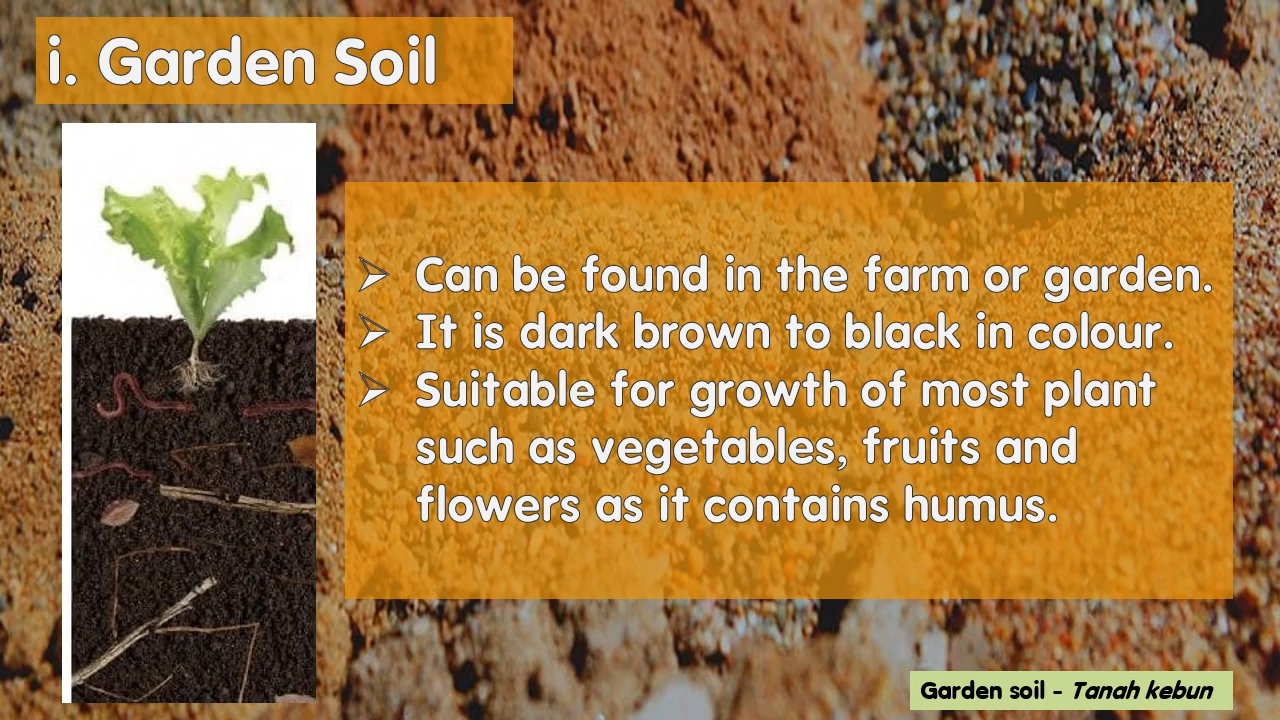 i. Garden Soil
➢ Can be found in the farm or garden.
➢ It is dark brown to black in colour.
➢ Suitable for growth of most plant
such as vegetables, fruits and
flowers as it contains humus.
Garden soil - Tanah kebun